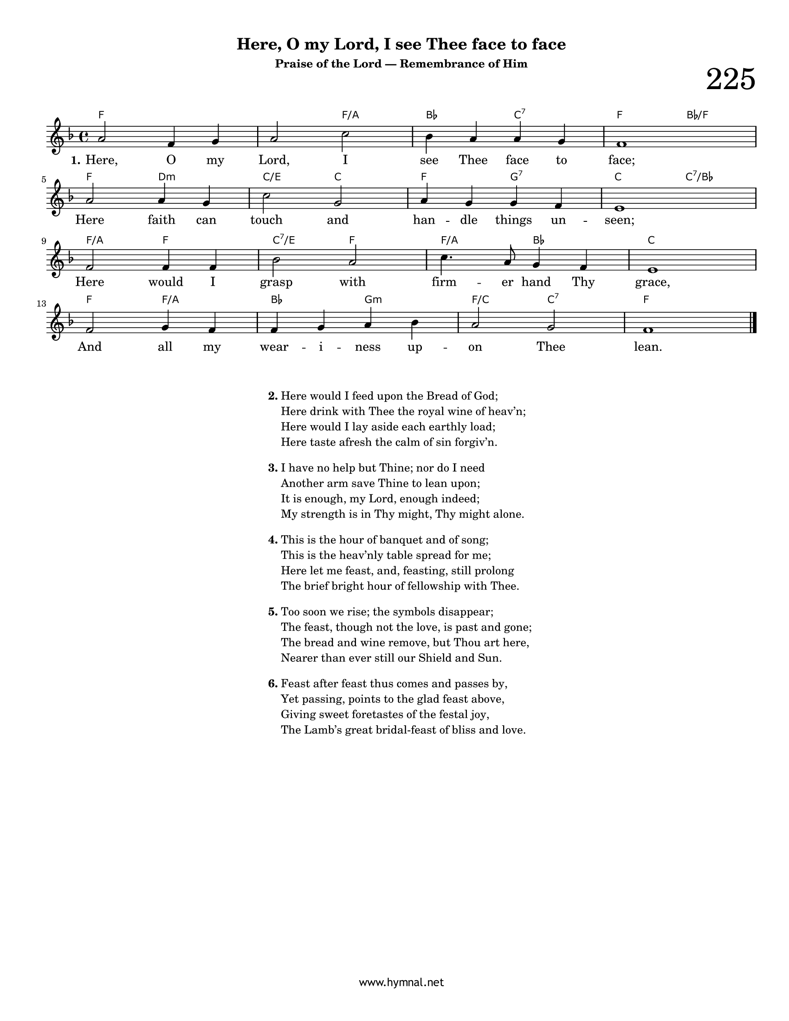 Here, O my Lord, I see Thee face to face
Praise of the Lord — Remembrance of Him
225
F F/A B♭ C7 F B♭/F
1. Here, O my Lord, I see Thee face to face;
5 F Dm C/E C F G7 C C7/B♭
Here faith can touch and han - dle things un - seen;
9 F/A F C7/E F F/A B♭ C
Here would I grasp with firm - er hand Thy grace,
13 F F/A B♭ Gm F/C C7 F
And all my wear - i - ness up - on Thee lean.
2. Here would I feed upon the Bread of God;
Here drink with Thee the royal wine of heav’n;
Here would I lay aside each earthly load;
Here taste afresh the calm of sin forgiv’n.
3. I have no help but Thine; nor do I need
Another arm save Thine to lean upon;
It is enough, my Lord, enough indeed;
My strength is in Thy might, Thy might alone.
4. This is the hour of banquet and of song;
This is the heav’nly table spread for me;
Here let me feast, and, feasting, still prolong
The brief bright hour of fellowship with Thee.
5. Too soon we rise; the symbols disappear;
The feast, though not the love, is past and gone;
The bread and wine remove, but Thou art here,
Nearer than ever still our Shield and Sun.
6. Feast after feast thus comes and passes by,
Yet passing, points to the glad feast above,
Giving sweet foretastes of the festal joy,
The Lamb’s great bridal-feast of bliss and love.
www.hymnal.net